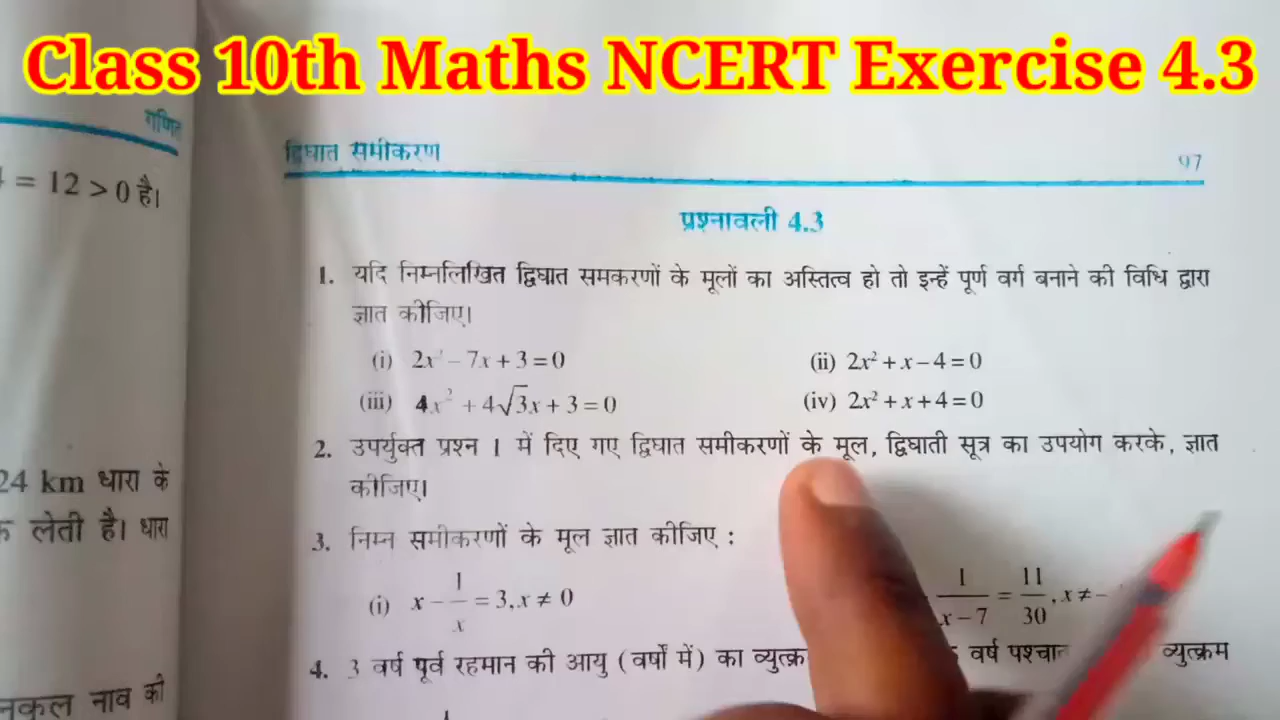 Class 10th Maths NCERT Exercise 4.3
गणित
= 12 > 0 है।
24 km धारा के
लेती है। धारा
नाव की
द्विघात समीकरण 97
प्रश्नावली 4.3
1. यदि निम्नलिखित द्विघात समकरणों के मूलों का अस्तित्व हो तो इन्हें पूर्ण वर्ग बनाने की विधि द्वारा
ज्ञात कीजिए।
(i) 2x² – 7x + 3 = 0 (ii) 2x² + x – 4 = 0
(iii) 4x² + 4√3x + 3 = 0 (iv) 2x² + x + 4 = 0
2. उपर्युक्त प्रश्न 1 में दिए गए द्विघात समीकरणों के मूल, द्विघाती सूत्र का उपयोग करके, ज्ञात
कीजिए।
3. निम्न समीकरणों के मूल ज्ञात कीजिए :
(i) x – 1/x = 3, x ≠ 0 1/(x – 7) = 11/30, x ≠ –
4. 3 वर्ष पूर्व रहमान की आयु (वर्षों में) का वर्ष व्युत्क्रम